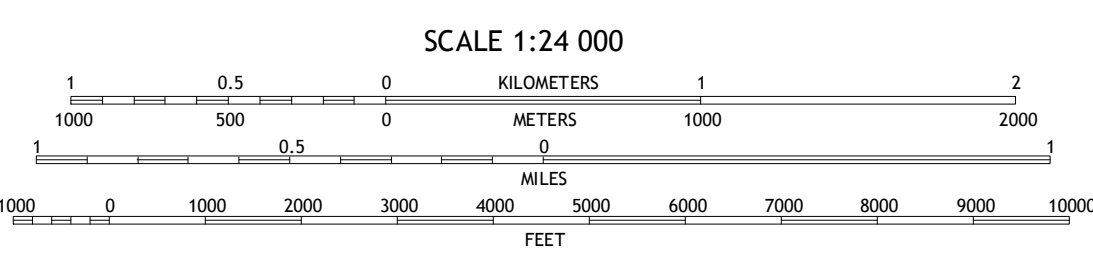 SCALE 1:24 000
1 0.5 0 KILOMETERS 1 2
1000 500 0 METERS 1000 2000
1 0.5 0 1
MILES
1000 0 1000 2000 3000 4000 5000 6000 7000 8000 9000 10000
FEET